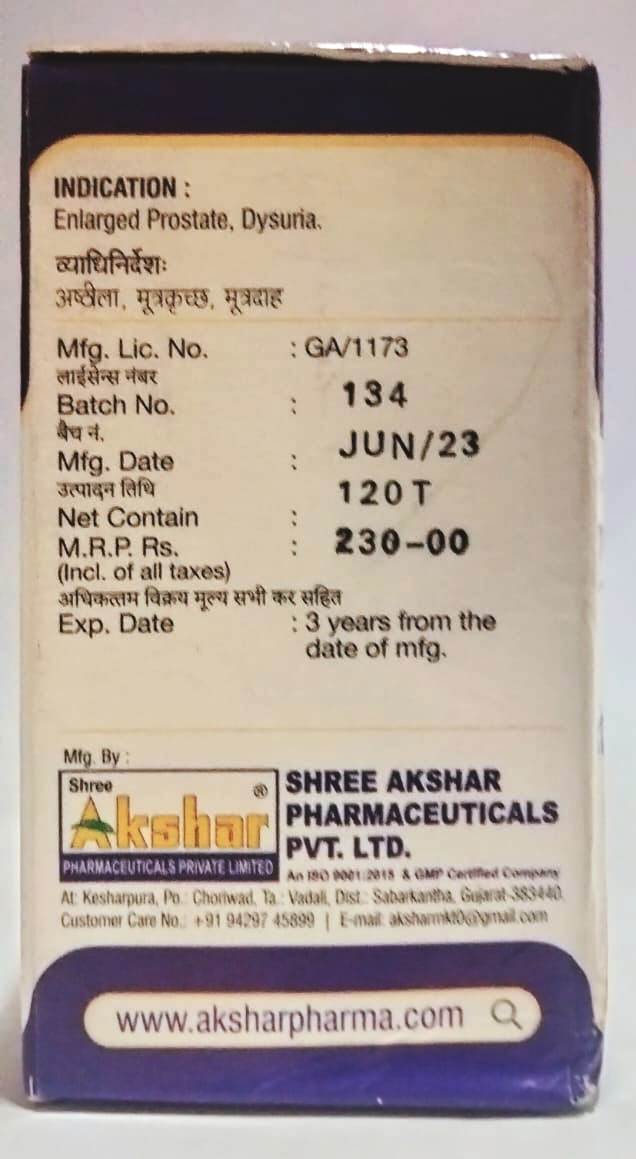 INDICATION :
Enlarged Prostate, Dysuria.
व्याधिनिर्देशः
अष्ठीला, मूत्रकृच्छ, मूत्रदाह
Mfg. Lic. No. : GA/1173
लाईसेन्स नंबर
Batch No. : 134
बैच नं.
Mfg. Date : JUN/23
उत्पादन तिथि
Net Contain : 120T
M.R.P. Rs. : 230-00
(Incl. of all taxes)
अधिकत्तम विक्रय मूल्य सभी कर सहित
Exp. Date : 3 years from the
date of mfg.
Mfg. By :
Shree
Akshar ®
PHARMACEUTICALS PRIVATE LIMITED
SHREE AKSHAR
PHARMACEUTICALS
PVT. LTD.
An ISO 9001:2015 & GMP Certified Company
At: Kesharpura, Po.: Choriwad, Ta.: Vadali, Dist.: Sabarkantha, Gujarat-383440.
Customer Care No.: +91 94297 45899 | E-mail: aksharmkt0@gmail.com
www.aksharpharma.com